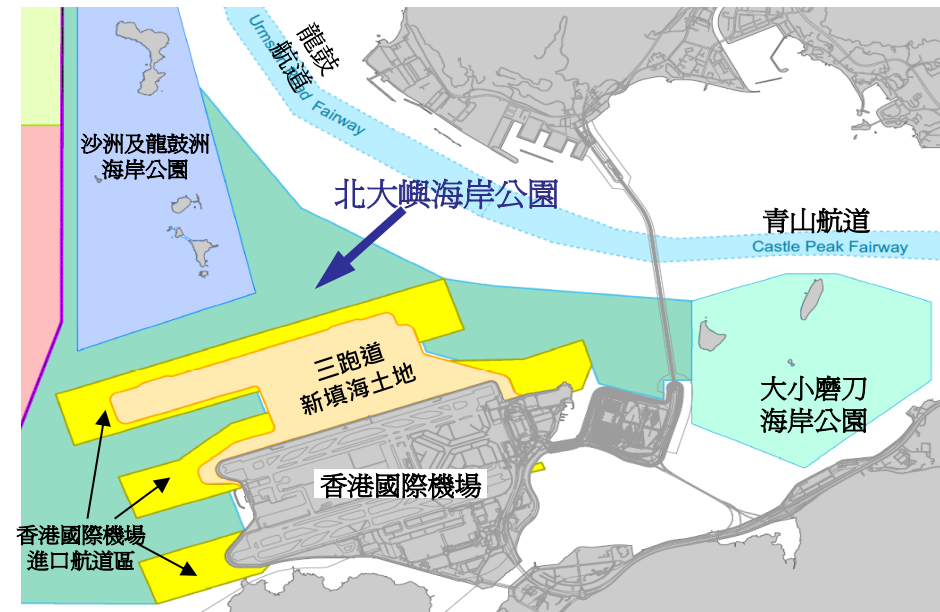 龍鼓
航道
Urms
d Fairway
沙洲及龍鼓洲
海岸公園
北大嶼海岸公園
青山航道
Castle Peak Fairway
三跑道
新填海土地
大小磨刀
海岸公園
香港國際機場
香港國際機場
進口航道區